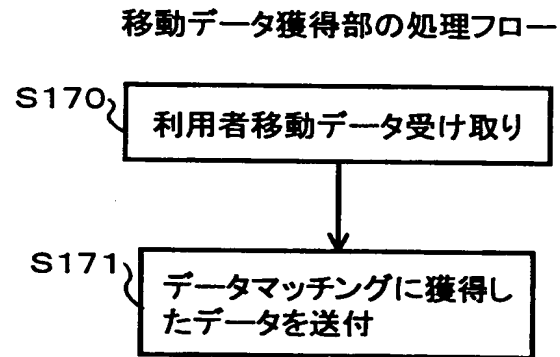 移動データ獲得部の処理フロー
S170
利用者移動データ受け取り
S171
データマッチングに獲得し
たデータを送付